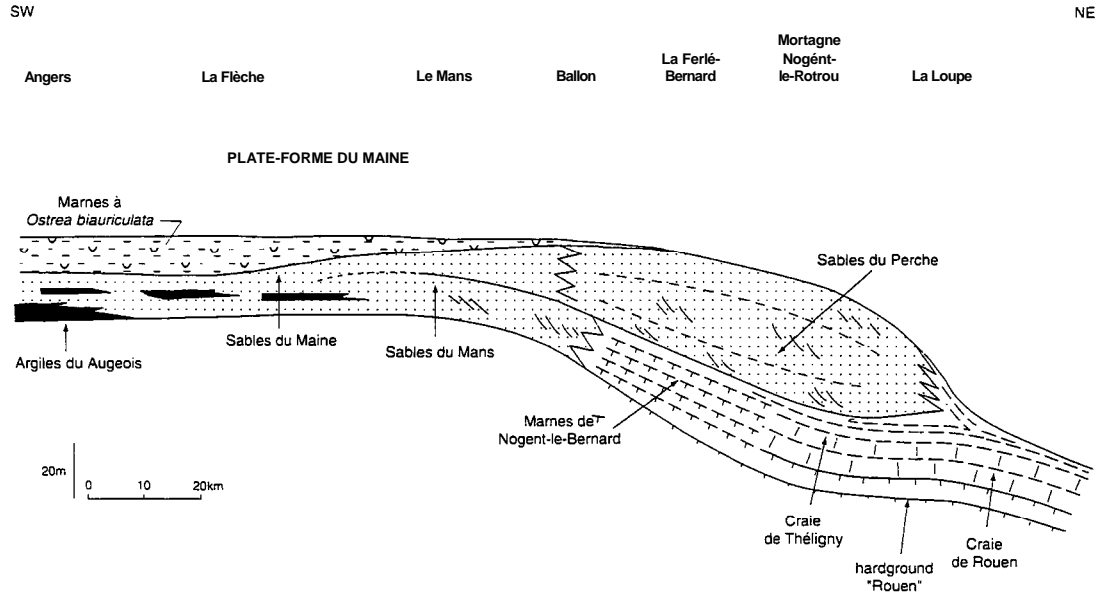 SW
NE
Mortagne
La Ferlé-
Nogént-
Angers
La Flèche
Le Mans
Ballon
Bernard
le-Rotrou
La Loupe
PLATE-FORME DU MAINE
Marnes à
Ostrea biauriculata
Sables du Perche
Sables du Maine
Sables du Mans
Argiles du Augeois
Marnes de
Nogent-le-Bernard
20m
0 10 20km
Craie
de Théligny
Craie
de Rouen
hardground
"Rouen"